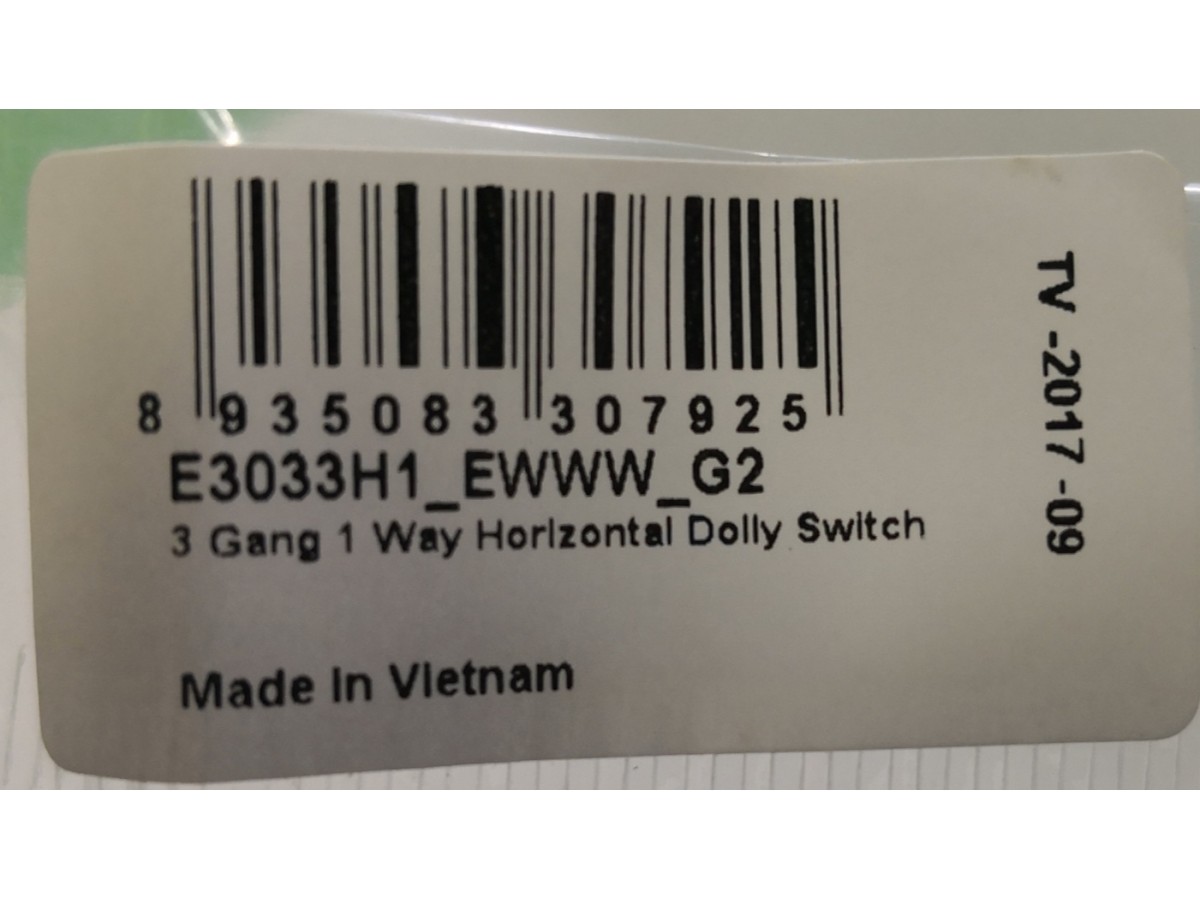 8 935083 307925
E3033H1_EWWW_G2
3 Gang 1 Way Horizontal Dolly Switch
Made In Vietnam
TV -2017 -09